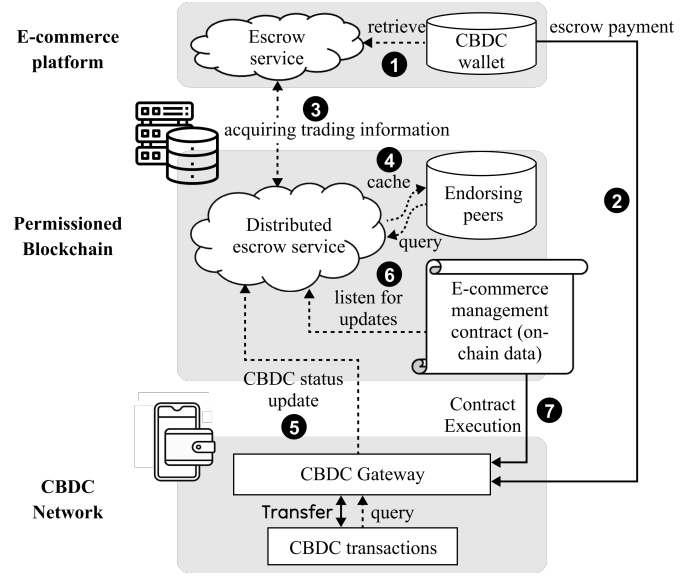 E-commerce
platform
Escrow
service
retrieve
1
CBDC
wallet
escrow payment
3
acquiring trading information
2
Permissioned
Blockchain
Distributed
escrow service
4
cache
query
Endorsing
peers
6
listen for
updates
E-commerce
management
contract (on-
chain data)
CBDC status
update
5
Contract
Execution
7
CBDC
Network
CBDC Gateway
Transfer
query
CBDC transactions